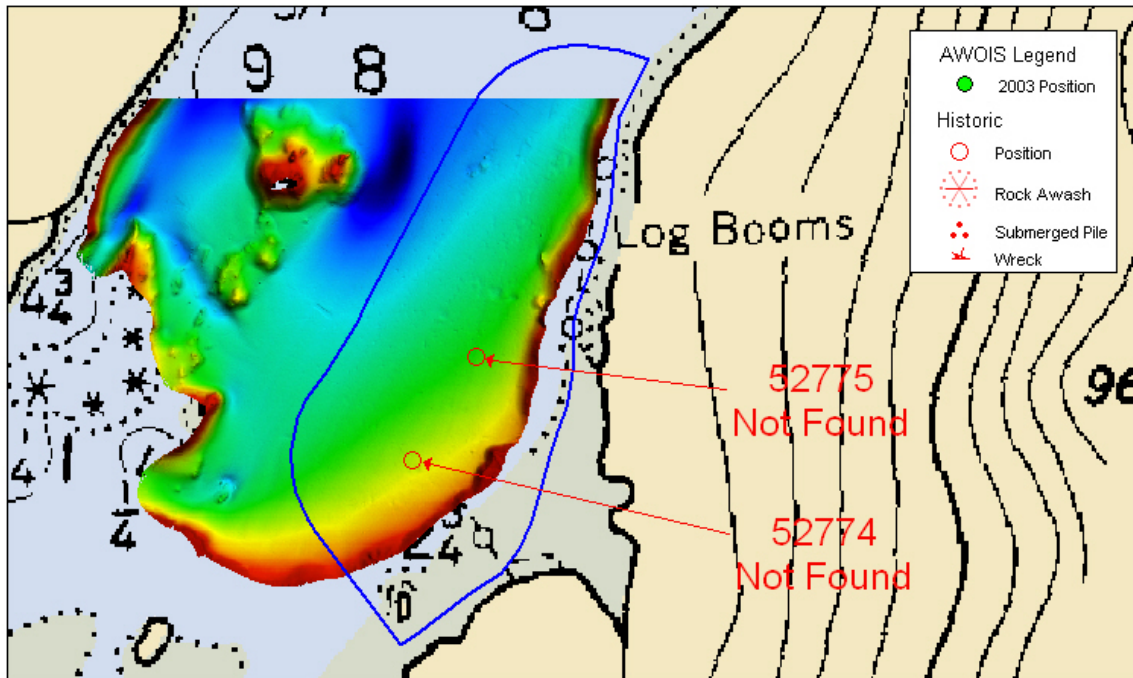 9 8
AWOIS Legend
2003 Position
Historic
Position
Rock Awash
Submerged Pile
Wreck
Log Booms
52775
Not Found
96
52774
Not Found